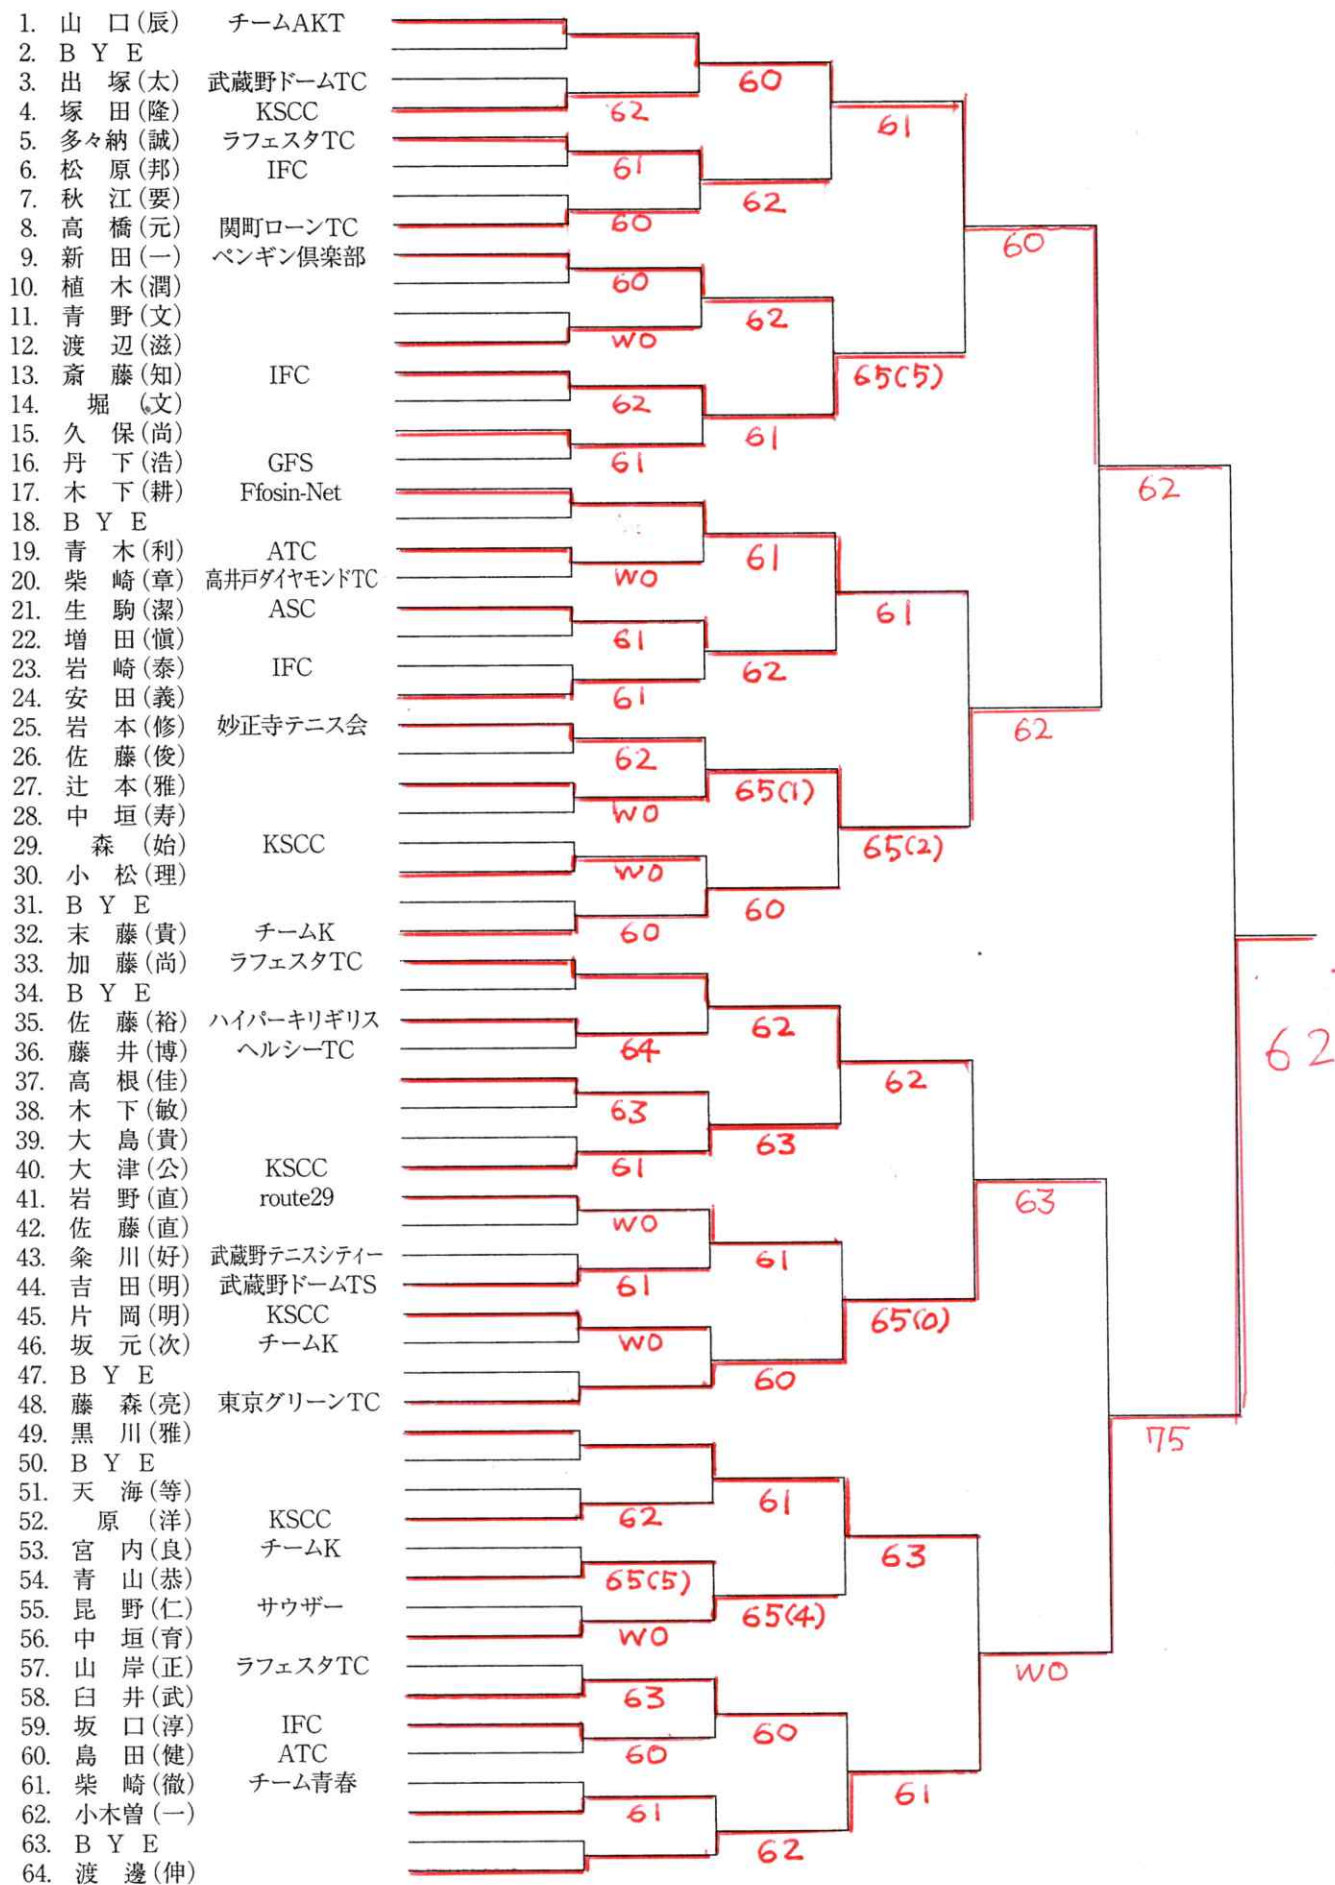 1. 山 口(辰) チームAKT
2. B Y E
60
3. 出 塚(太) 武蔵野ドームTC
4. 塚 田(隆) KSCC
62
61
5. 多々納(誠) ラフェスタTC
6. 松 原(邦) IFC
61
7. 秋 江(要)
62
8. 高 橋(元) 関町ローンTC
60
60
9. 新 田(一) ペンギン倶楽部
10. 植 木(潤)
60
11. 青 野(文)
62
12. 渡 辺(滋)
WO
13. 斎 藤(知) IFC
65(5)
14. 堀 (文)
62
15. 久 保(尚)
61
16. 丹 下(浩) GFS
61
17. 木 下(耕) Ffosin-Net
62
18. B Y E
19. 青 木(利) ATC
61
20. 柴 崎(章) 高井戸ダイヤモンドTC
WO
21. 生 駒(潔) ASC
61
22. 増 田(愼)
61
23. 岩 崎(泰) IFC
62
24. 安 田(義)
61
25. 岩 本(修) 妙正寺テニス会
62
26. 佐 藤(俊)
62
27. 辻 本(雅)
65(1)
28. 中 垣(寿)
WO
29. 森 (始) KSCC
65(2)
30. 小 松(理)
WO
31. B Y E
60
32. 末 藤(貴) チームK
60
33. 加 藤(尚) ラフェスタTC
34. B Y E
35. 佐 藤(裕) ハイパーキリギリス
62
36. 藤 井(博) ヘルシーTC
64
62
37. 高 根(佳)
62
38. 木 下(敏)
63
39. 大 島(貴)
63
40. 大 津(公) KSCC
61
41. 岩 野(直) route29
63
42. 佐 藤(直)
WO
43. 粂 川(好) 武蔵野テニスシティー
61
44. 吉 田(明) 武蔵野ドームTS
61
45. 片 岡(明) KSCC
65(0)
46. 坂 元(次) チームK
WO
47. B Y E
60
48. 藤 森(亮) 東京グリーンTC
49. 黒 川(雅)
75
50. B Y E
51. 天 海(等)
61
52. 原 (洋) KSCC
62
53. 宮 内(良) チームK
63
54. 青 山(恭)
65(5)
55. 昆 野(仁) サウザー
65(4)
56. 中 垣(育)
WO
57. 山 岸(正) ラフェスタTC
WO
58. 臼 井(武)
63
59. 坂 口(淳) IFC
60
60. 島 田(健) ATC
60
61. 柴 崎(徹) チーム青春
61
62. 小木曽(一)
61
63. B Y E
62
64. 渡 邊(伸)